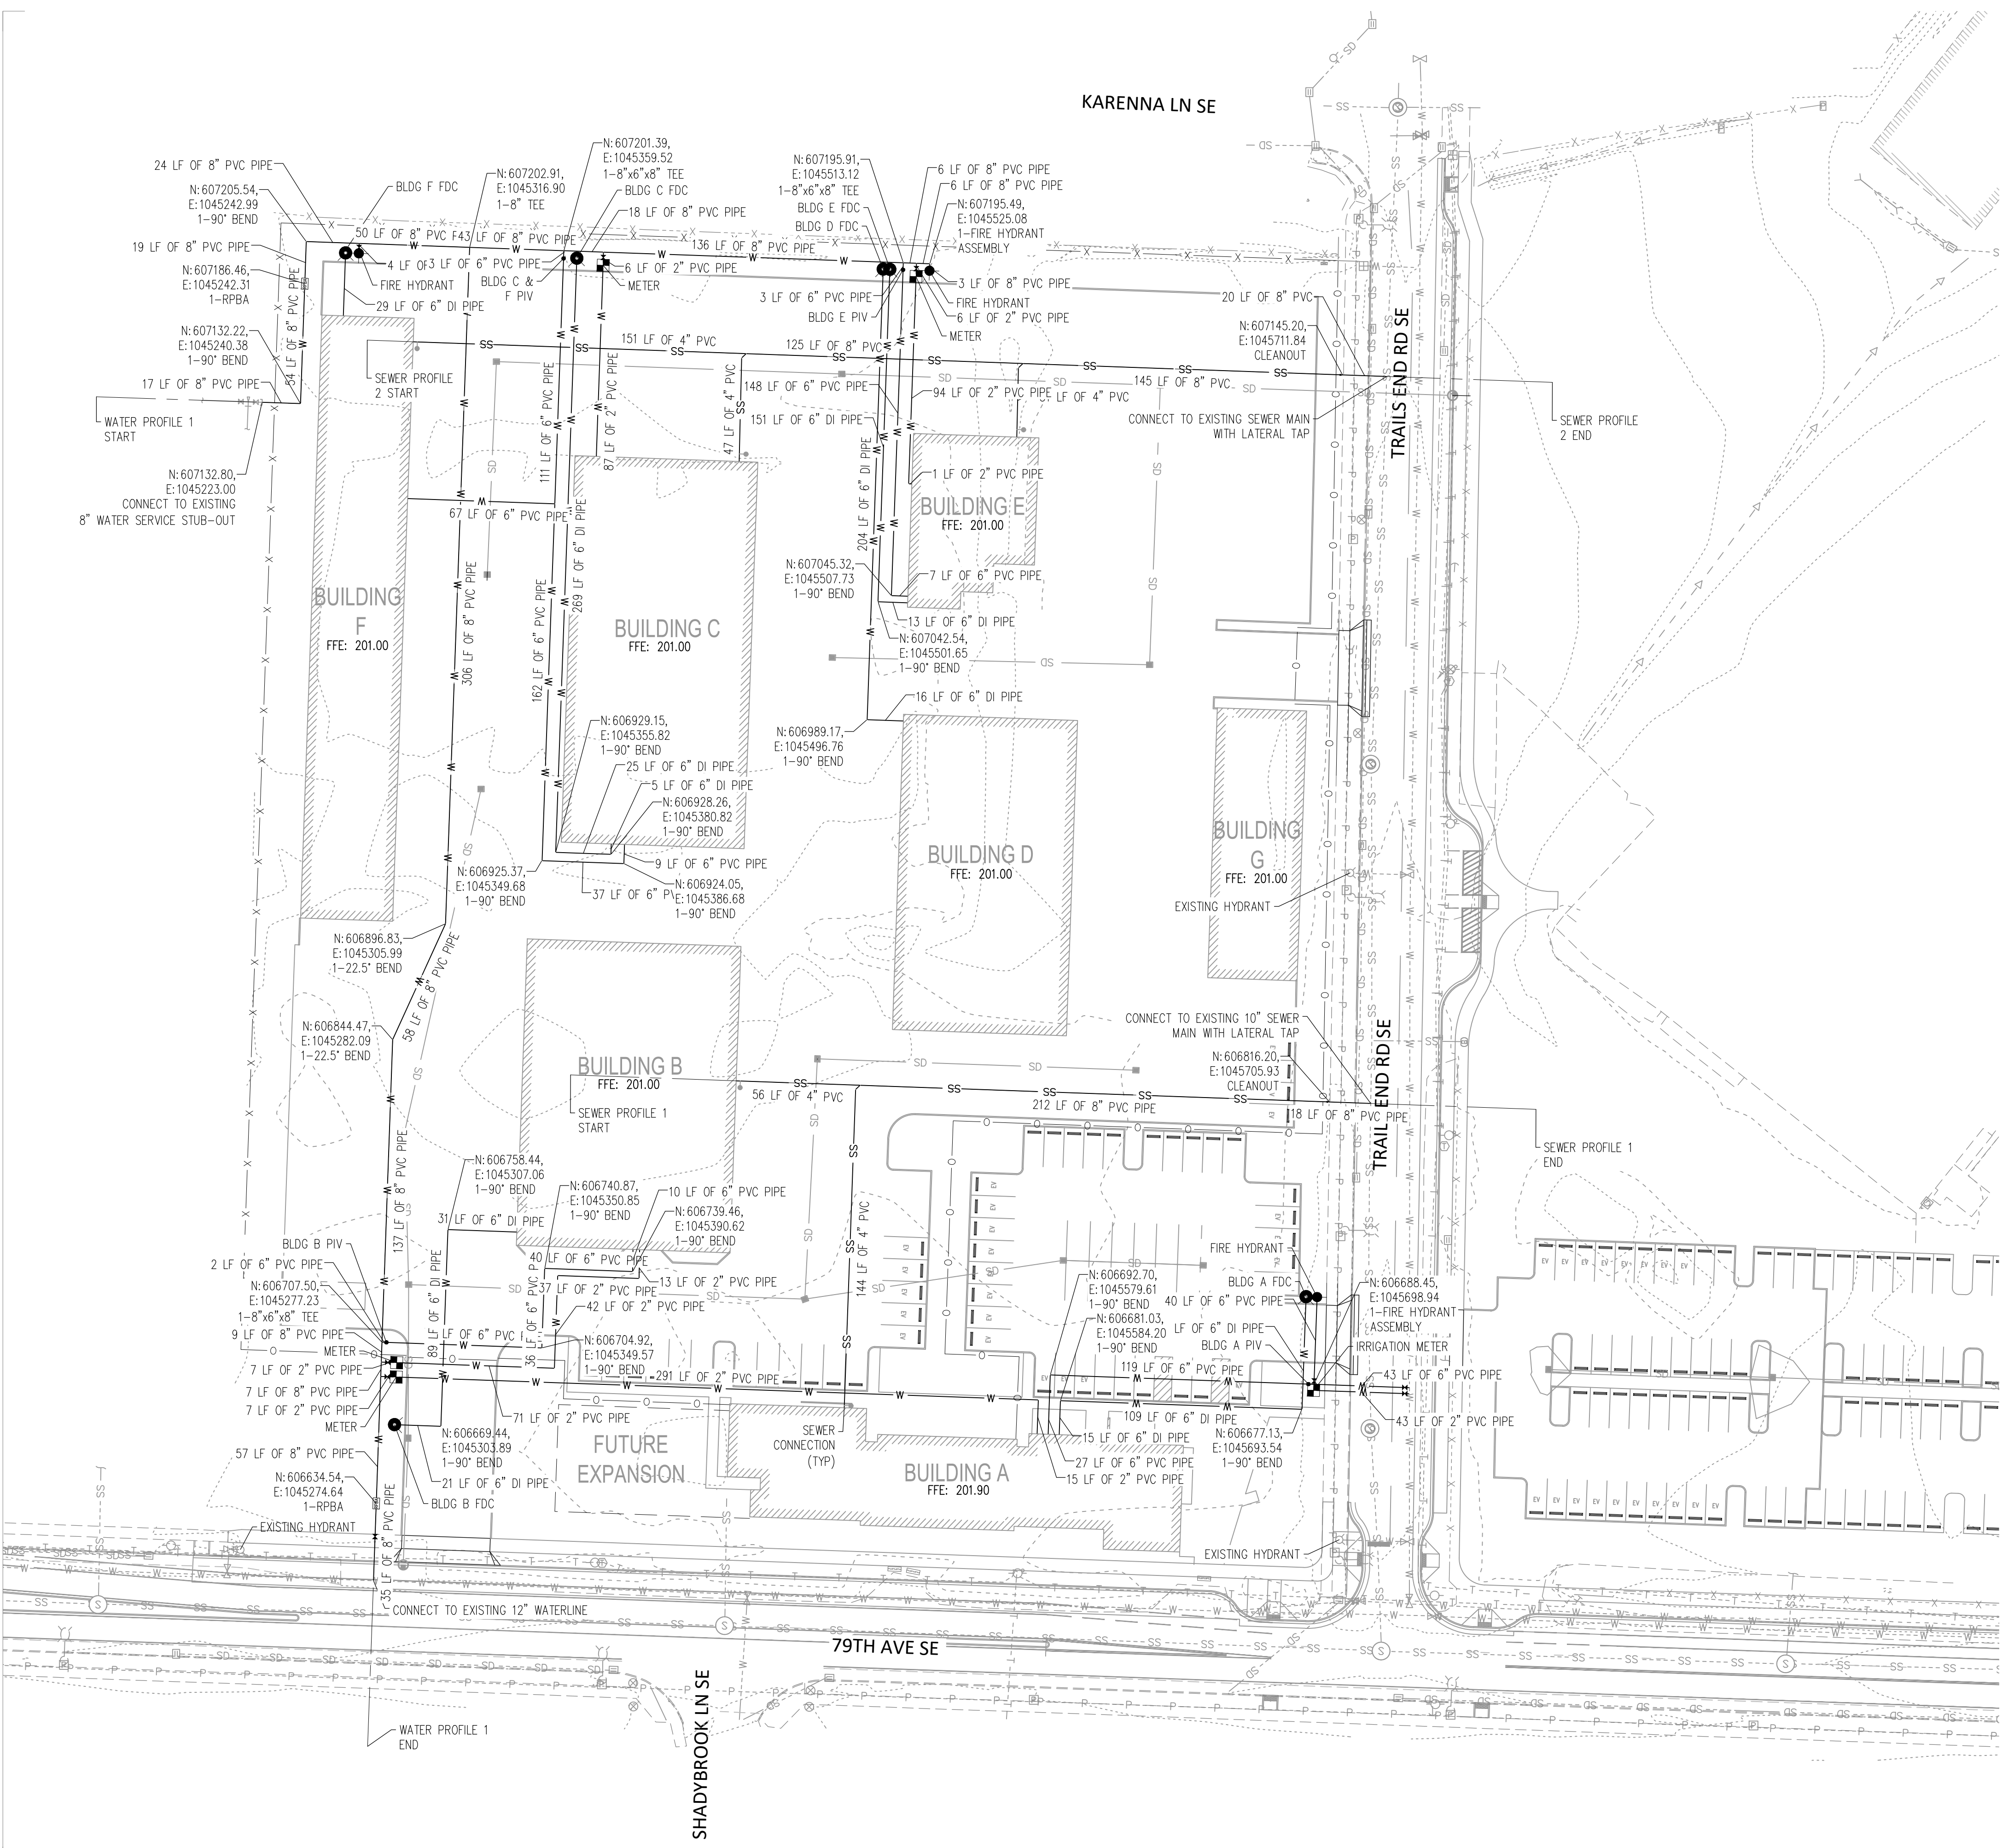 KARENNA LN SE
24 LF OF 8" PVC PIPE
N:607205.54,
E:1045242.99
1-90° BEND
19 LF OF 8" PVC PIPE
N:607186.46,
E:1045242.31
1-RPBA
54 LF OF 8" PVC PIPE
N:607132.22,
E:1045240.38
1-90° BEND
17 LF OF 8" PVC PIPE
WATER PROFILE 1
START
N:607132.80,
E:1045223.00
CONNECT TO EXISTING
8" WATER SERVICE STUB-OUT
BLDG F FDC
50 LF OF 8" PVC
43 LF OF 8" PVC PIPE
4 LF OF
3 LF OF 6" PVC PIPE
FIRE HYDRANT
29 LF OF 6" DI PIPE
N:607202.91,
E:1045316.90
1-8" TEE
N:607201.39,
E:1045359.52
1-8"x6"x8" TEE
BLDG C FDC
18 LF OF 8" PVC PIPE
136 LF OF 8" PVC PIPE
6 LF OF 2" PVC PIPE
METER
BLDG C &
F PIV
N:607195.91,
E:1045513.12
1-8"x6"x8" TEE
BLDG E FDC
BLDG D FDC
6 LF OF 8" PVC PIPE
6 LF OF 8" PVC PIPE
N:607195.49,
E:1045525.08
1-FIRE HYDRANT
ASSEMBLY
3 LF OF 8" PVC PIPE
FIRE HYDRANT
6 LF OF 2" PVC PIPE
METER
3 LF OF 6" PVC PIPE
BLDG E PIV
20 LF OF 8" PVC
N:607145.20,
E:1045711.84
CLEANOUT
TRAILS END RD SE
SEWER PROFILE
2 START
151 LF OF 4" PVC
125 LF OF 8" PVC
145 LF OF 8" PVC
148 LF OF 6" PVC PIPE
94 LF OF 2" PVC PIPE
LF OF 4" PVC
151 LF OF 6" DI PIPE
CONNECT TO EXISTING SEWER MAIN
WITH LATERAL TAP
SEWER PROFILE
2 END
111 LF OF 6" PVC PIPE
87 LF OF 2" PVC PIPE
47 LF OF 4" PVC
204 LF OF 6" DI PIPE
1 LF OF 2" PVC PIPE
BUILDING E
FFE: 201.00
67 LF OF 6" PVC PIPE
269 LF OF 6" DI PIPE
N:607045.32,
E:1045507.73
1-90° BEND
7 LF OF 6" PVC PIPE
13 LF OF 6" DI PIPE
N:607042.54,
E:1045501.65
1-90° BEND
BUILDING
F
FFE: 201.00
306 LF OF 8" PVC PIPE
162 LF OF 6" PVC PIPE
BUILDING C
FFE: 201.00
16 LF OF 6" DI PIPE
N:606989.17,
E:1045496.76
1-90° BEND
N:606929.15,
E:1045355.82
1-90° BEND
25 LF OF 6" DI PIPE
5 LF OF 6" DI PIPE
N:606928.26,
E:1045380.82
1-90° BEND
9 LF OF 6" PVC PIPE
N:606925.37,
E:1045349.68
1-90° BEND
37 LF OF 6" PV
N:606924.05,
E:1045386.68
1-90° BEND
BUILDING D
FFE: 201.00
BUILDING
G
FFE: 201.00
EXISTING HYDRANT
N:606896.83,
E:1045305.99
1-22.5° BEND
58 LF OF 8" PVC PIPE
N:606844.47,
E:1045282.09
1-22.5° BEND
BUILDING B
FFE: 201.00
SEWER PROFILE 1
START
56 LF OF 4" PVC
212 LF OF 8" PVC PIPE
CONNECT TO EXISTING 10" SEWER
MAIN WITH LATERAL TAP
N:606816.20,
E:1045705.93
CLEANOUT
18 LF OF 8" PVC PIPE
TRAILS END RD SE
SEWER PROFILE 1
END
137 LF OF 8" PVC PIPE
N:606758.44,
E:1045307.06
1-90° BEND
31 LF OF 6" DI PIPE
N:606740.87,
E:1045350.85
1-90° BEND
10 LF OF 6" PVC PIPE
N:606739.46,
E:1045390.62
1-90° BEND
40 LF OF 6" PVC PIPE
13 LF OF 2" PVC PIPE
37 LF OF 2" PVC PIPE
42 LF OF 2" PVC PIPE
144 LF OF 4" PVC
BLDG B PIV
2 LF OF 6" PVC PIPE
N:606707.50,
E:1045277.23
1-8"x6"x8" TEE
9 LF OF 8" PVC PIPE
METER
7 LF OF 2" PVC PIPE
7 LF OF 8" PVC PIPE
7 LF OF 2" PVC PIPE
METER
89 LF OF 6" DI PIPE
LF OF 6" PVC
36 LF OF 6" PVC P
N:606704.92,
E:1045349.57
1-90° BEND
291 LF OF 2" PVC PIPE
71 LF OF 2" PVC PIPE
N:606669.44,
E:1045303.89
1-90° BEND
21 LF OF 6" DI PIPE
BLDG B FDC
57 LF OF 8" PVC PIPE
N:606634.54,
E:1045274.64
1-RPBA
EXISTING HYDRANT
35 LF OF 8" PVC PIPE
CONNECT TO EXISTING 12" WATERLINE
FUTURE
EXPANSION
SEWER
CONNECTION
(TYP)
BUILDING A
FFE: 201.90
FIRE HYDRANT
BLDG A FDC
40 LF OF 6" PVC PIPE
LF OF 6" DI PIPE
BLDG A PIV
N:606692.70,
E:1045579.61
1-90° BEND
N:606681.03,
E:1045584.20
1-90° BEND
119 LF OF 6" PVC PIPE
N:606688.45,
E:1045698.94
1-FIRE HYDRANT
ASSEMBLY
IRRIGATION METER
43 LF OF 6" PVC PIPE
43 LF OF 2" PVC PIPE
109 LF OF 6" DI PIPE
15 LF OF 6" DI PIPE
27 LF OF 6" PVC PIPE
15 LF OF 2" PVC PIPE
N:606677.13,
E:1045693.54
1-90° BEND
EXISTING HYDRANT
79TH AVE SE
SHADYBROOK LN SE
WATER PROFILE 1
END